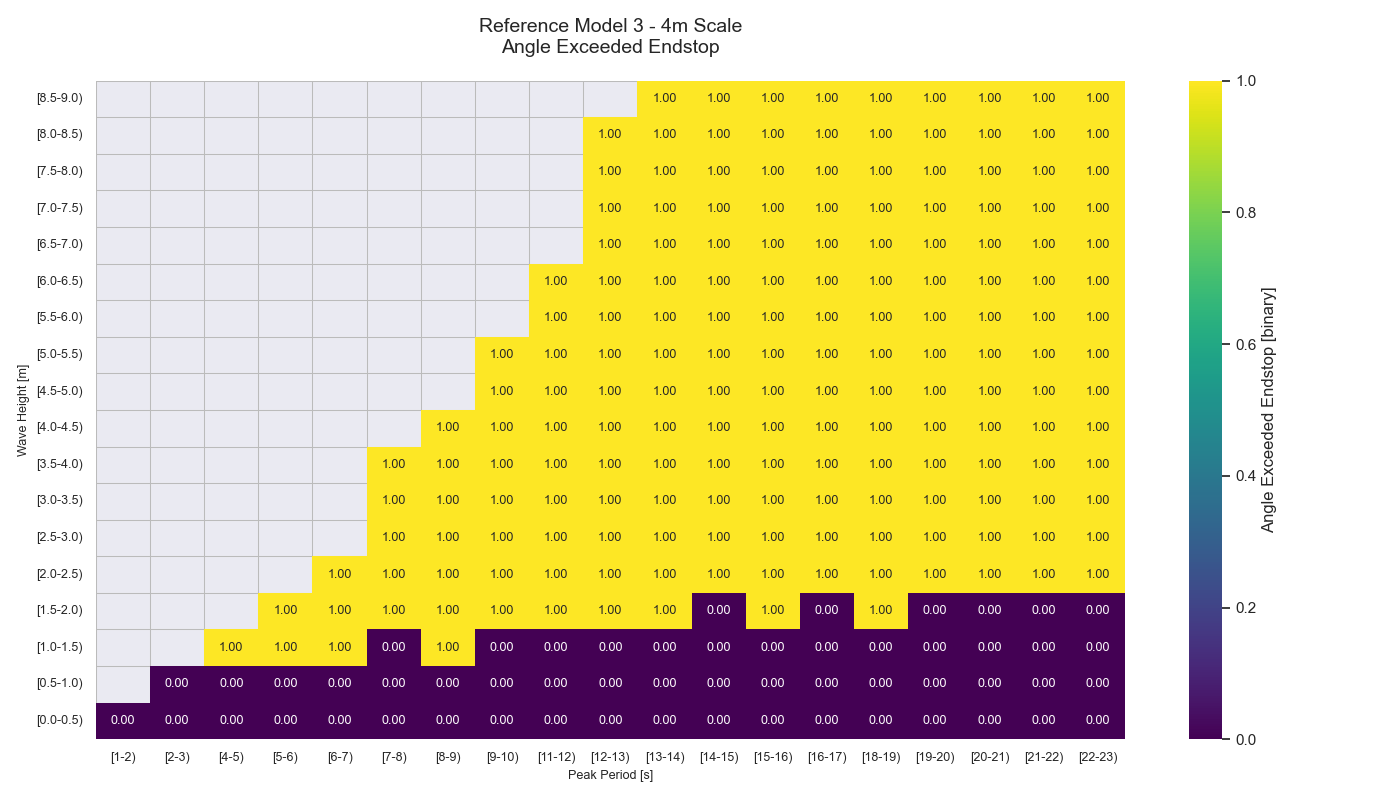 Reference Model 3 - 4m Scale
Angle Exceeded Endstop
[8.5-9.0) 1.00 1.00 1.00 1.00 1.00 1.00 1.00 1.00 1.00
[8.0-8.5) 1.00 1.00 1.00 1.00 1.00 1.00 1.00 1.00 1.00 1.00
[7.5-8.0) 1.00 1.00 1.00 1.00 1.00 1.00 1.00 1.00 1.00 1.00
[7.0-7.5) 1.00 1.00 1.00 1.00 1.00 1.00 1.00 1.00 1.00 1.00
[6.5-7.0) 1.00 1.00 1.00 1.00 1.00 1.00 1.00 1.00 1.00 1.00
[6.0-6.5) 1.00 1.00 1.00 1.00 1.00 1.00 1.00 1.00 1.00 1.00 1.00
[5.5-6.0) 1.00 1.00 1.00 1.00 1.00 1.00 1.00 1.00 1.00 1.00 1.00
[5.0-5.5) 1.00 1.00 1.00 1.00 1.00 1.00 1.00 1.00 1.00 1.00 1.00 1.00
[4.5-5.0) 1.00 1.00 1.00 1.00 1.00 1.00 1.00 1.00 1.00 1.00 1.00 1.00
[4.0-4.5) 1.00 1.00 1.00 1.00 1.00 1.00 1.00 1.00 1.00 1.00 1.00 1.00 1.00
[3.5-4.0) 1.00 1.00 1.00 1.00 1.00 1.00 1.00 1.00 1.00 1.00 1.00 1.00 1.00 1.00
[3.0-3.5) 1.00 1.00 1.00 1.00 1.00 1.00 1.00 1.00 1.00 1.00 1.00 1.00 1.00 1.00
[2.5-3.0) 1.00 1.00 1.00 1.00 1.00 1.00 1.00 1.00 1.00 1.00 1.00 1.00 1.00 1.00
[2.0-2.5) 1.00 1.00 1.00 1.00 1.00 1.00 1.00 1.00 1.00 1.00 1.00 1.00 1.00 1.00 1.00
[1.5-2.0) 1.00 1.00 1.00 1.00 1.00 1.00 1.00 1.00 0.00 1.00 0.00 1.00 0.00 0.00 0.00 0.00
[1.0-1.5) 1.00 1.00 1.00 0.00 1.00 0.00 0.00 0.00 0.00 0.00 0.00 0.00 0.00 0.00 0.00 0.00 0.00
[0.5-1.0) 0.00 0.00 0.00 0.00 0.00 0.00 0.00 0.00 0.00 0.00 0.00 0.00 0.00 0.00 0.00 0.00 0.00 0.00
[0.0-0.5) 0.00 0.00 0.00 0.00 0.00 0.00 0.00 0.00 0.00 0.00 0.00 0.00 0.00 0.00 0.00 0.00 0.00 0.00 0.00
[1-2) [2-3) [4-5) [5-6) [6-7) [7-8) [8-9) [9-10) [11-12) [12-13) [13-14) [14-15) [15-16) [16-17) [18-19) [19-20) [20-21) [21-22) [22-23)
Peak Period [s]
Wave Height [m]
1.0
0.8
0.6
0.4
0.2
0.0
Angle Exceeded Endstop [binary]